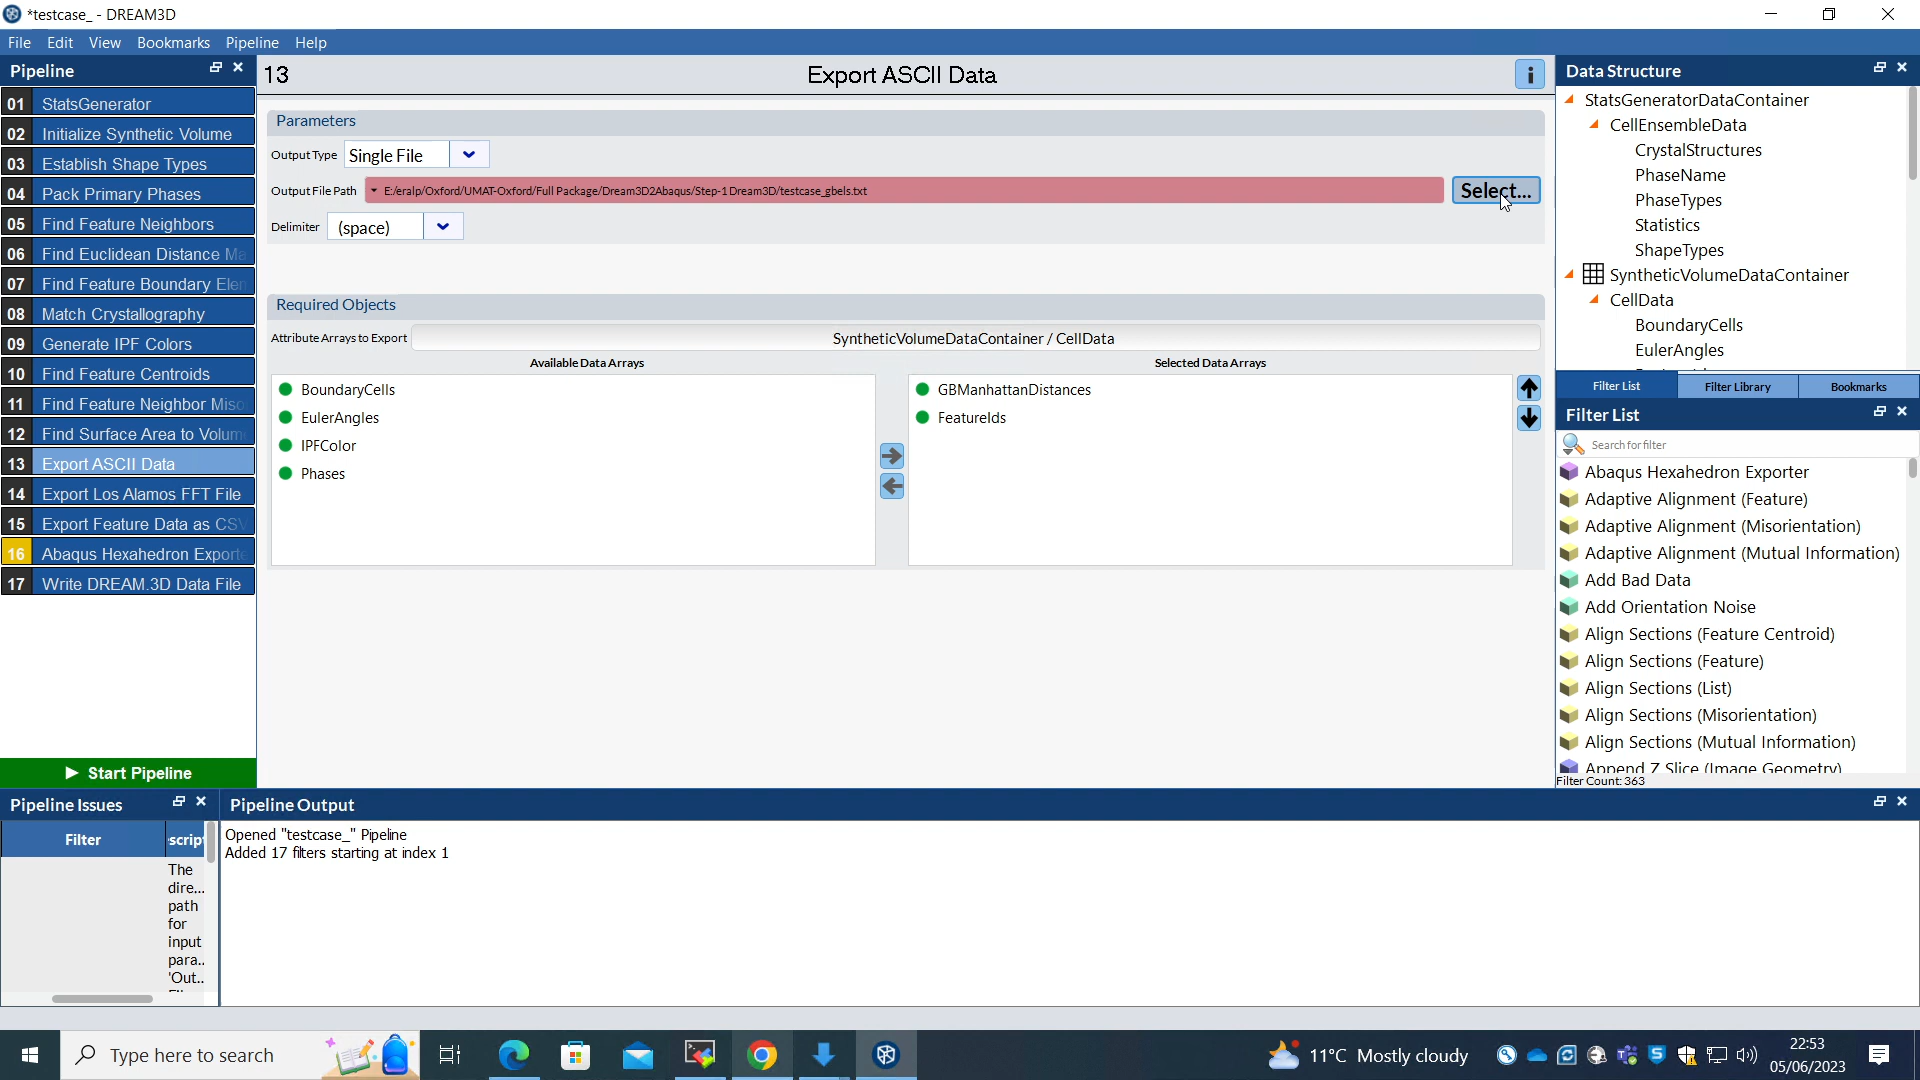 *testcase_ - DREAM3D
File Edit View Bookmarks Pipeline Help
Pipeline
01 StatsGenerator
02 Initialize Synthetic Volume
03 Establish Shape Types
04 Pack Primary Phases
05 Find Feature Neighbors
06 Find Euclidean Distance Ma
07 Find Feature Boundary Elem
08 Match Crystallography
09 Generate IPF Colors
10 Find Feature Centroids
11 Find Feature Neighbor Miso
12 Find Surface Area to Volum
13 Export ASCII Data
14 Export Los Alamos FFT File
15 Export Feature Data as CSV
16 Abaqus Hexahedron Exporte
17 Write DREAM.3D Data File
Start Pipeline
13 Export ASCII Data i
Parameters
Output Type Single File
Output File Path E:/eralp/Oxford/UMAT-Oxford/Full Package/Dream3D2Abaqus/Step-1 Dream3D/testcase_gbels.txt Select...
Delimiter (space)
Required Objects
Attribute Arrays to Export SyntheticVolumeDataContainer / CellData
Available Data Arrays Selected Data Arrays
BoundaryCells
EulerAngles
IPFColor
Phases
GBManhattanDistances
FeatureIds
Data Structure
StatsGeneratorDataContainer
CellEnsembleData
CrystalStructures
PhaseName
PhaseTypes
Statistics
ShapeTypes
SyntheticVolumeDataContainer
CellData
BoundaryCells
EulerAngles
Filter List Filter Library Bookmarks
Filter List
Search for filter
Abaqus Hexahedron Exporter
Adaptive Alignment (Feature)
Adaptive Alignment (Misorientation)
Adaptive Alignment (Mutual Information)
Add Bad Data
Add Orientation Noise
Align Sections (Feature Centroid)
Align Sections (Feature)
Align Sections (List)
Align Sections (Misorientation)
Align Sections (Mutual Information)
Append Z Slice (Image Geometry)
Filter Count: 363
Pipeline Issues
Filter scrip
The
dire...
path
for
input
para..
'Out..
Pipeline Output
Opened "testcase_" Pipeline
Added 17 filters starting at index 1
Type here to search
11°C Mostly cloudy
22:53
05/06/2023